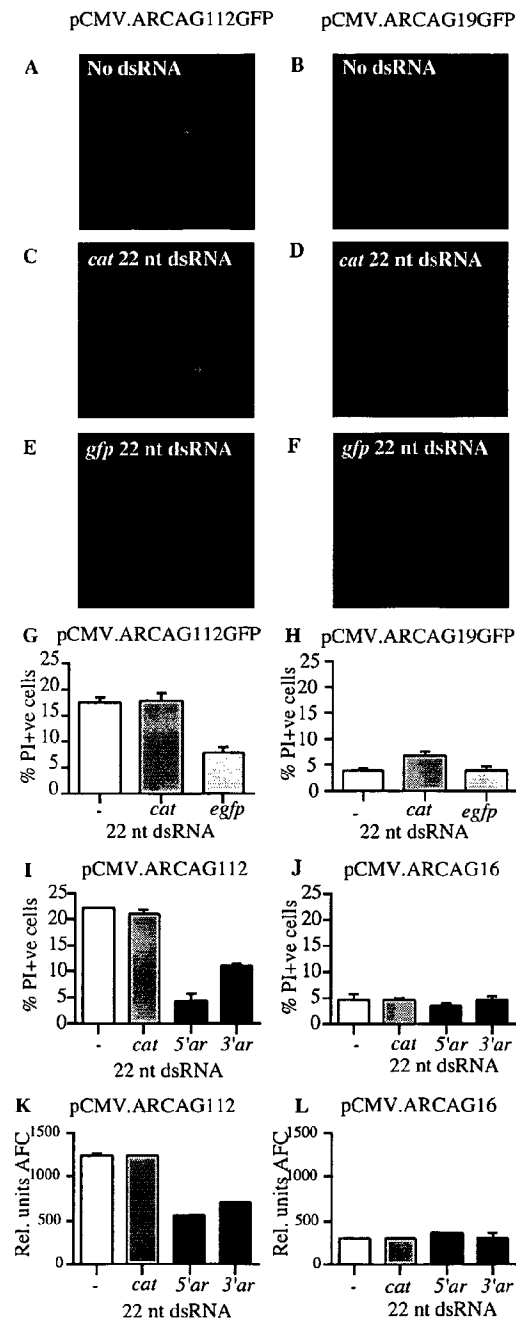 pCMV.ARCAG112GFP pCMV.ARCAG19GFP
A No dsRNA B No dsRNA
C cat 22 nt dsRNA D cat 22 nt dsRNA
E gfp 22 nt dsRNA F gfp 22 nt dsRNA
G pCMV.ARCAG112GFP H pCMV.ARCAG19GFP
% PI+ve cells
25
20
15
10
5
0
- cat egfp
22 nt dsRNA
% PI+ve cells
25
20
15
10
5
0
- cat egfp
22 nt dsRNA
I pCMV.ARCAG112 J pCMV.ARCAG16
% PI+ve cells
25
20
15
10
5
0
- cat 5'ar 3'ar
22 nt dsRNA
% PI+ve cells
25
20
15
10
5
0
- cat 5'ar 3'ar
22 nt dsRNA
K pCMV.ARCAG112 L pCMV.ARCAG16
Rel. units AFC
1500
1000
500
0
- cat 5'ar 3'ar
22 nt dsRNA
Rel. units AFC
1500
1000
500
0
- cat 5'ar 3'ar
22 nt dsRNA